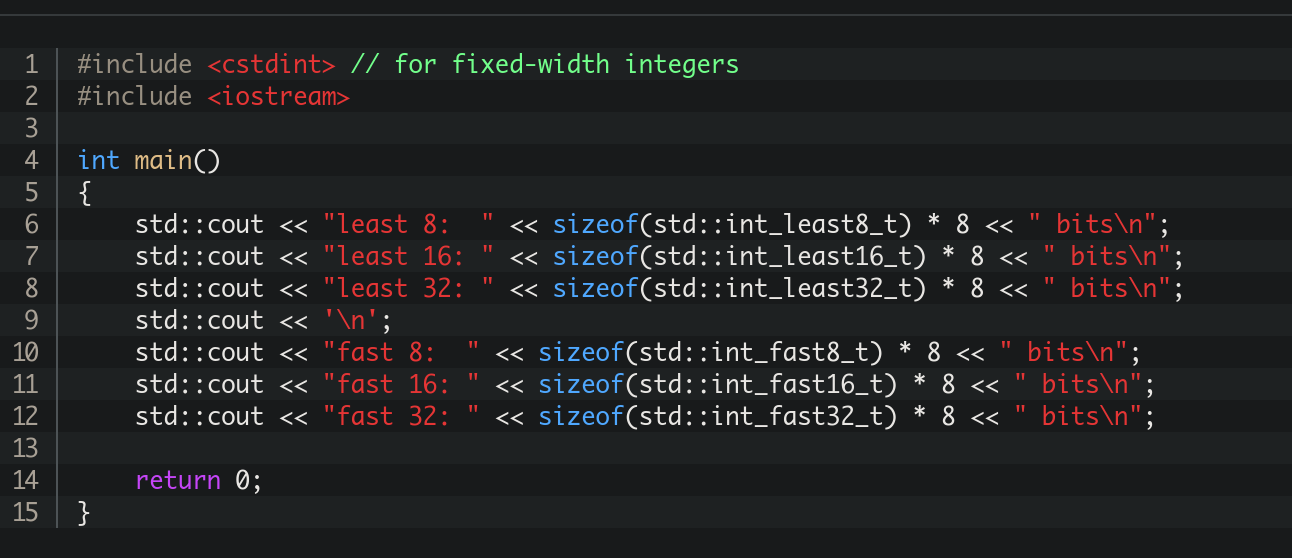 1 #include <cstdint> // for fixed-width integers
2 #include <iostream>
3
4 int main()
5 {
6     std::cout << "least 8:  " << sizeof(std::int_least8_t) * 8 << " bits\n";
7     std::cout << "least 16: " << sizeof(std::int_least16_t) * 8 << " bits\n";
8     std::cout << "least 32: " << sizeof(std::int_least32_t) * 8 << " bits\n";
9     std::cout << '\n';
10     std::cout << "fast 8:  " << sizeof(std::int_fast8_t) * 8 << " bits\n";
11     std::cout << "fast 16: " << sizeof(std::int_fast16_t) * 8 << " bits\n";
12     std::cout << "fast 32: " << sizeof(std::int_fast32_t) * 8 << " bits\n";
13
14     return 0;
15 }